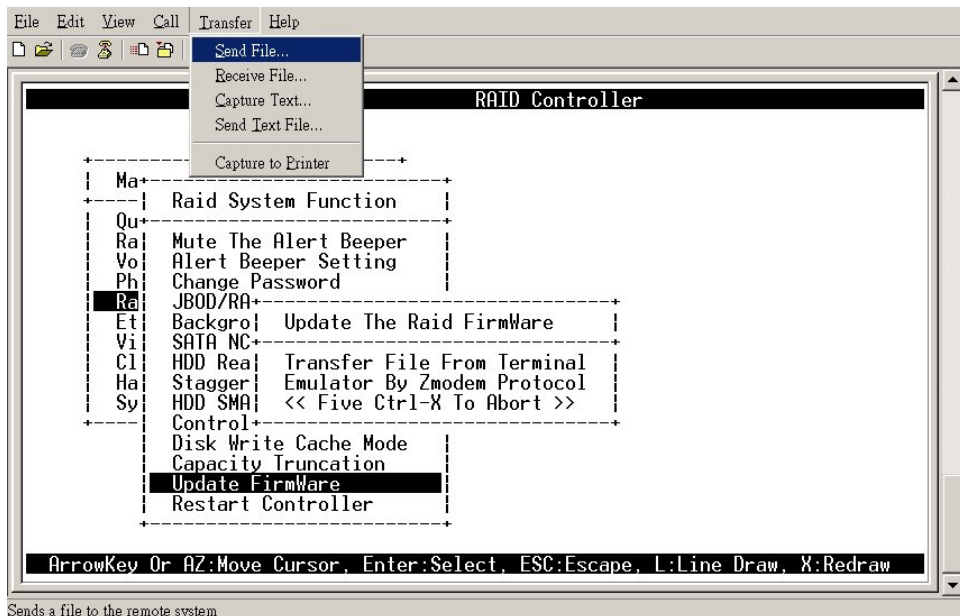 File Edit View Call Transfer Help
Send File...
Receive File...
Capture Text...
Send Text File...
Capture to Printer
RAID Controller
Ma
Raid System Function
Qu
Ra Mute The Alert Beeper
Vo Alert Beeper Setting
Ph Change Password
Ra JBOD/RA
Et Backgro Update The Raid FirmWare
Vi SATA NC
Cl HDD Rea Transfer File From Terminal
Ha Stagger Emulator By Zmodem Protocol
Sy HDD SMA << Five Ctrl-X To Abort >>
Control
Disk Write Cache Mode
Capacity Truncation
Update FirmWare
Restart Controller
ArrowKey Or AZ:Move Cursor, Enter:Select, ESC:Escape, L:Line Draw, X:Redraw
Sends a file to the remote system